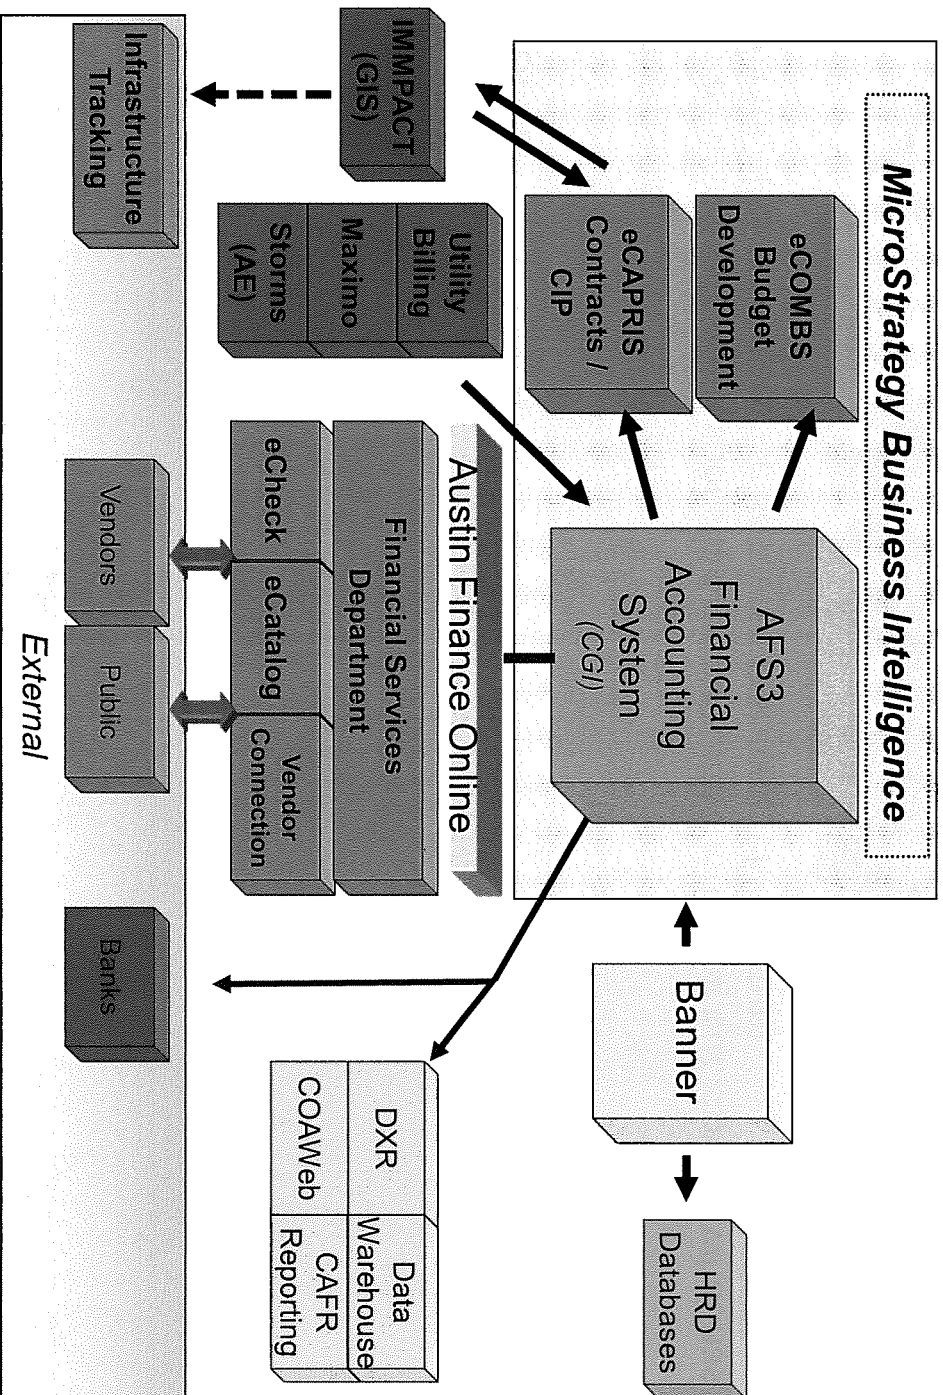 MicroStrategy Business Intelligence
eCOMBS
Budget
Development
eCAPRIS
Contracts /
CIP
AFS3
Financial
Accounting
System
(CGI)
Banner
HRD
Databases
IMMPACT
(GIS)
Utility
Billing
Maximo
Storms
(AE)
Austin Finance Online
Financial Services
Department
eCheck
eCatalog
Vendor
Connection
DXR
Data
Warehouse
COAWeb
CAFR
Reporting
Infrastructure
Tracking
Vendors
Public
Banks
External